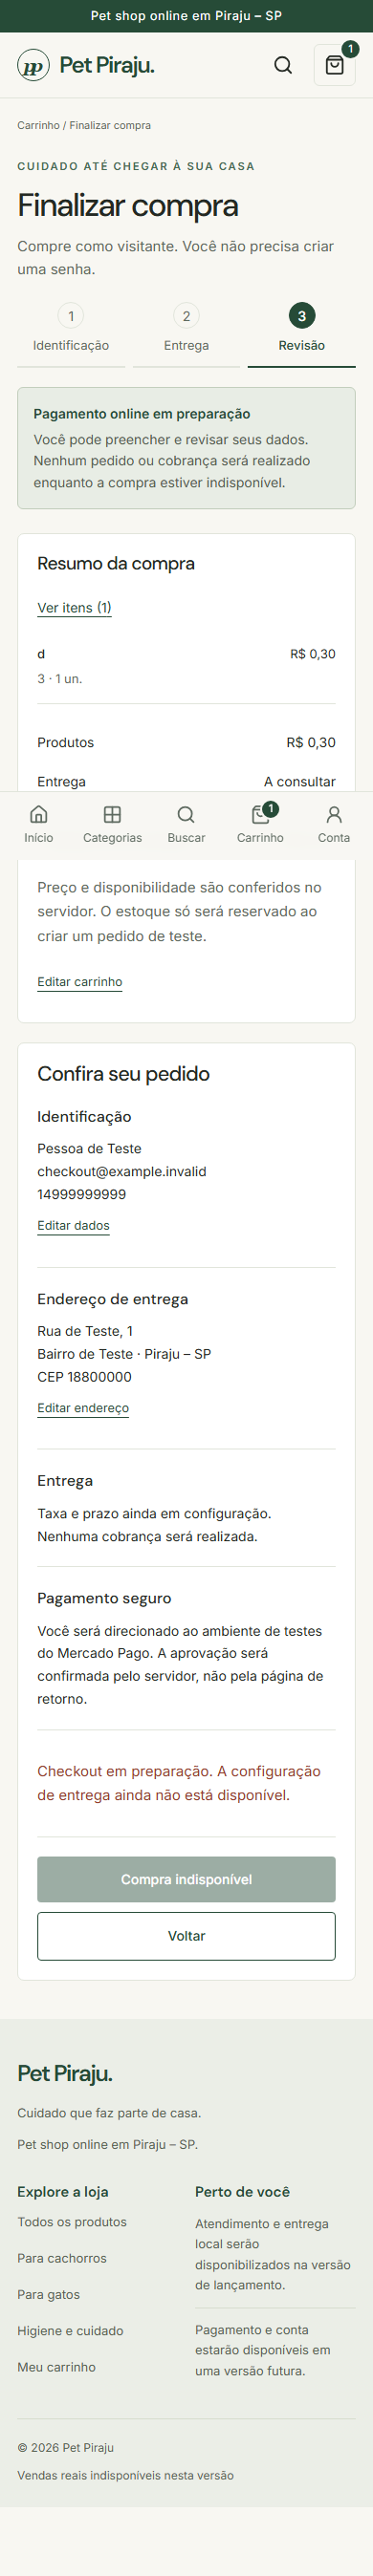 Pet shop online em Piraju – SP
pp Pet Piraju.
1
Carrinho / Finalizar compra
CUIDADO ATÉ CHEGAR À SUA CASA
Finalizar compra
Compre como visitante. Você não precisa criar
uma senha.
1 2 3
Identificação Entrega Revisão
Pagamento online em preparação
Você pode preencher e revisar seus dados.
Nenhum pedido ou cobrança será realizado
enquanto a compra estiver indisponível.
Resumo da compra
Ver itens (1)
d R$ 0,30
3 · 1 un.
Produtos R$ 0,30
Entrega A consultar
1
Início Categorias Buscar Carrinho Conta
Preço e disponibilidade são conferidos no
servidor. O estoque só será reservado ao
criar um pedido de teste.
Editar carrinho
Confira seu pedido
Identificação
Pessoa de Teste
checkout@example.invalid
14999999999
Editar dados
Endereço de entrega
Rua de Teste, 1
Bairro de Teste · Piraju – SP
CEP 18800000
Editar endereço
Entrega
Taxa e prazo ainda em configuração.
Nenhuma cobrança será realizada.
Pagamento seguro
Você será direcionado ao ambiente de testes
do Mercado Pago. A aprovação será
confirmada pelo servidor, não pela página de
retorno.
Checkout em preparação. A configuração
de entrega ainda não está disponível.
Compra indisponível
Voltar
Pet Piraju.
Cuidado que faz parte de casa.
Pet shop online em Piraju – SP.
Explore a loja
Todos os produtos
Para cachorros
Para gatos
Higiene e cuidado
Meu carrinho
Perto de você
Atendimento e entrega
local serão
disponibilizados na versão
de lançamento.
Pagamento e conta
estarão disponíveis em
uma versão futura.
© 2026 Pet Piraju
Vendas reais indisponíveis nesta versão